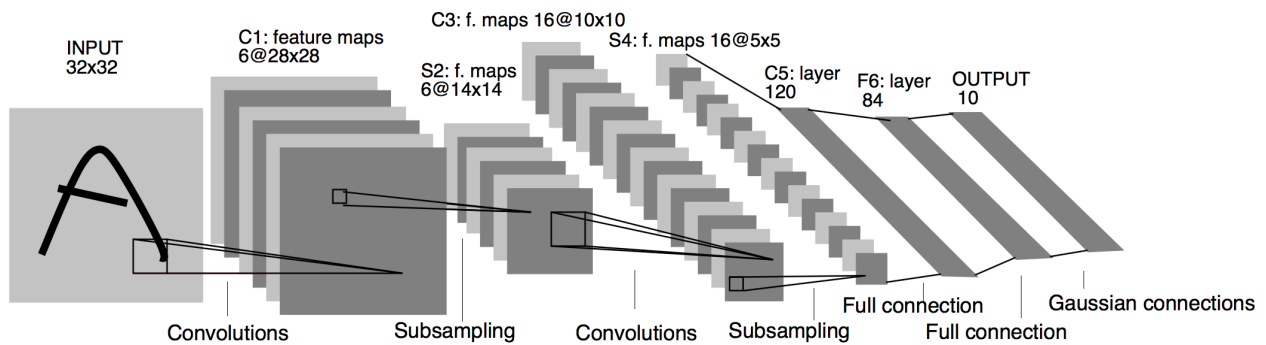 INPUT
32x32
C1: feature maps
6@28x28
S2: f. maps
6@14x14
C3: f. maps 16@10x10
S4: f. maps 16@5x5
C5: layer
120
F6: layer
84
OUTPUT
10
Convolutions
Subsampling
Convolutions
Subsampling
Full connection
Full connection
Gaussian connections